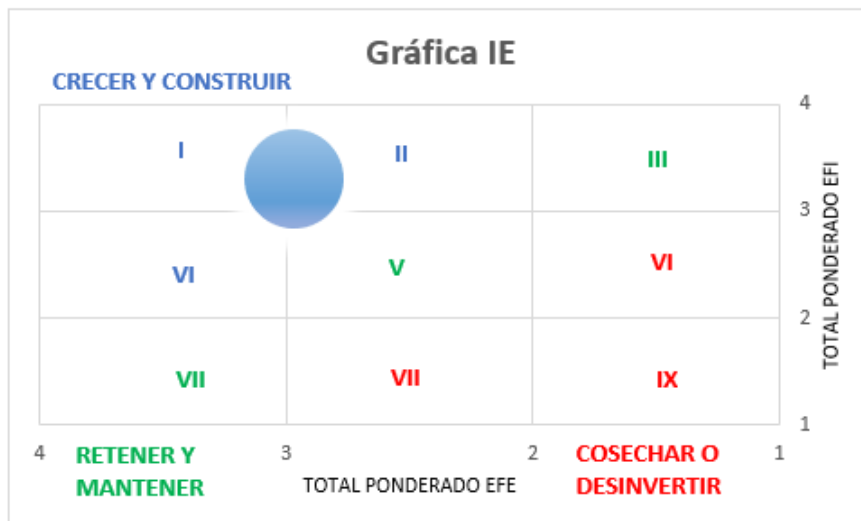 Gráfica IE
CRECER Y CONSTRUIR
4
I
II
III
3
VI
V
VI
2
VII
VII
IX
1
4
3
2
1
RETENER Y
MANTENER
TOTAL PONDERADO EFE
COSECHAR O
DESINVERTIR
TOTAL PONDERADO EFI